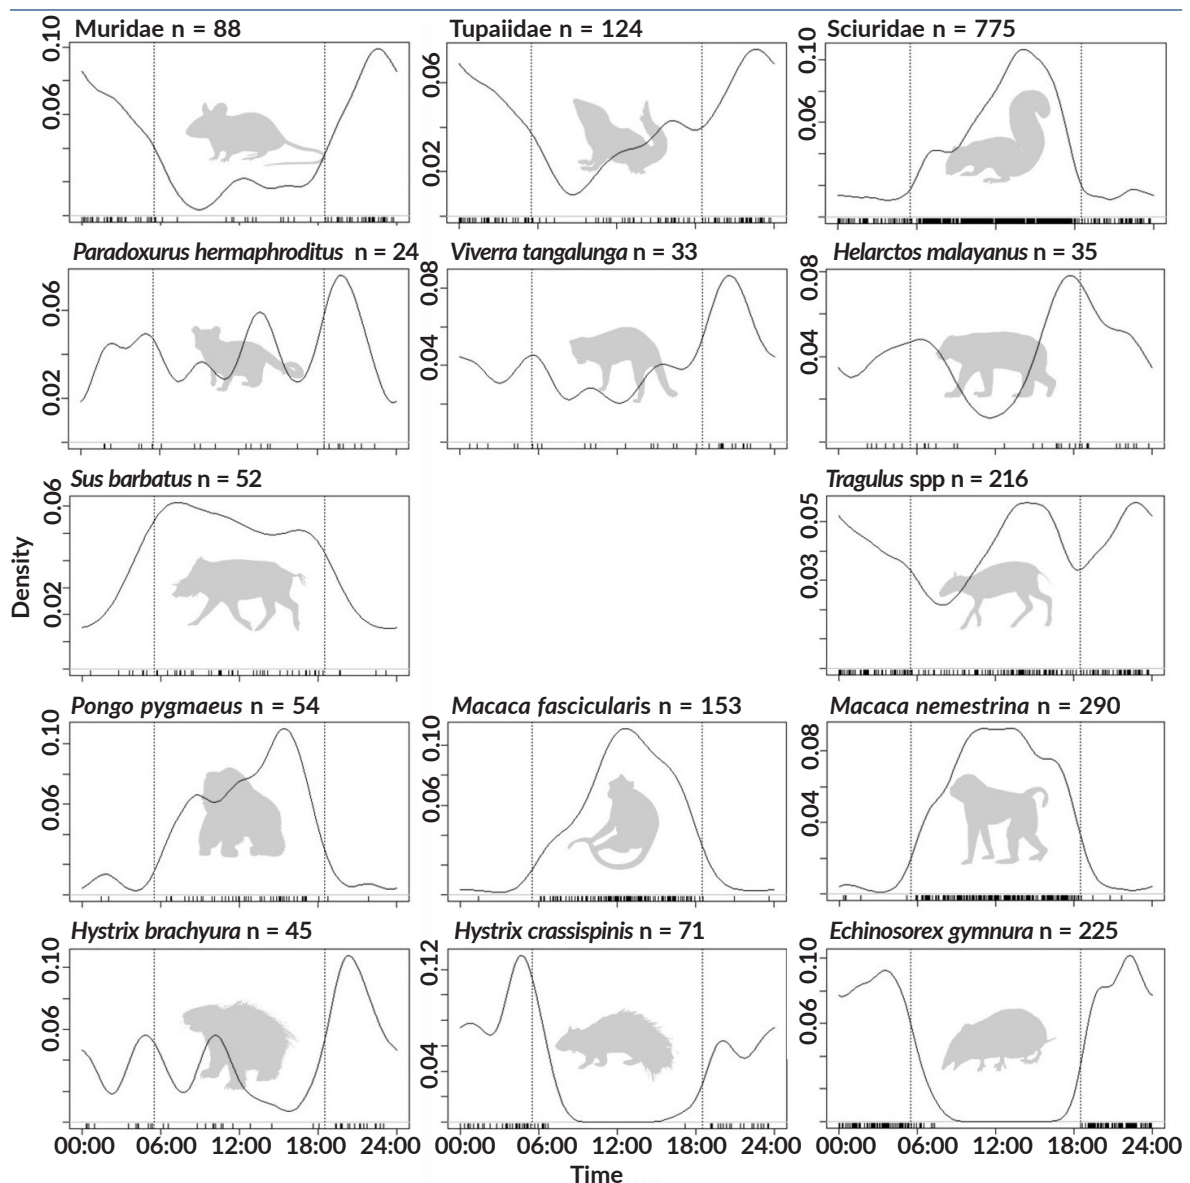 Muridae n = 88
Tupaiidae n = 124
Sciuridae n = 775
0.10
0.06
0.06
0.02
0.10
0.06
Paradoxurus hermaphroditus n = 24
Viverra tangalunga n = 33
Helarctos malayanus n = 35
0.06
0.02
0.08
0.04
0.08
0.04
Sus barbatus n = 52
Tragulus spp n = 216
0.06
0.02
0.05
0.03
Density
Pongo pygmaeus n = 54
Macaca fascicularis n = 153
Macaca nemestrina n = 290
0.10
0.06
0.10
0.06
0.08
0.04
Hystrix brachyura n = 45
Hystrix crassispinis n = 71
Echinosorex gymnura n = 225
0.10
0.06
0.12
0.04
0.10
0.06
00:00 06:00 12:00 18:00 24:00
00:00 06:00 12:00 18:00 24:00
00:00 06:00 12:00 18:00 24:00
Time